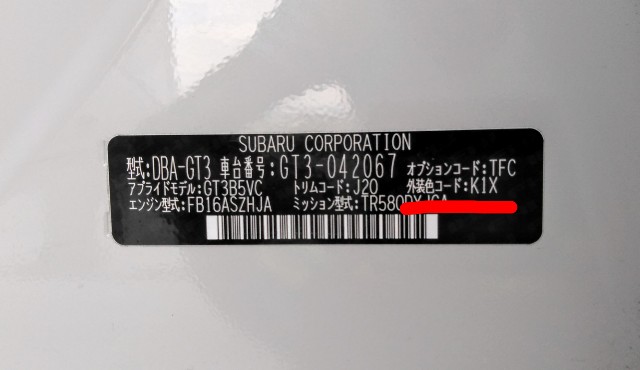 SUBARU CORPORATION
型式:DBA-GT3 車台番号:GT3-042067 オプションコード:TFC
アプライドモデル:GT3B5VC トリムコード:J20 外装色コード:K1X
エンジン型式:FB16ASZHJA ミッション型式: